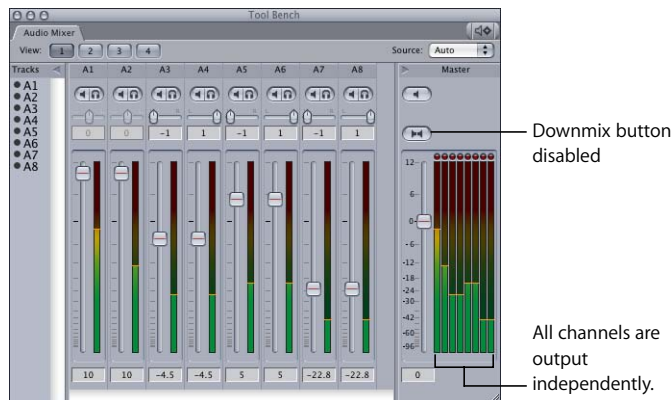 Tool Bench
Audio Mixer
View: 1 2 3 4
Source: Auto
Tracks A1 A2 A3 A4 A5 A6 A7 A8 Master
A1
A2
A3
A4
A5
A6
A7
A8
0 0 -1 1 -1 1 -1 1
Downmix button
disabled
12
6
0
-6
-12
-18
-24
-30
-42
-60
-96
10 10 -4.5 -4.5 5 5 -22.8 -22.8 0
All channels are
output
independently.